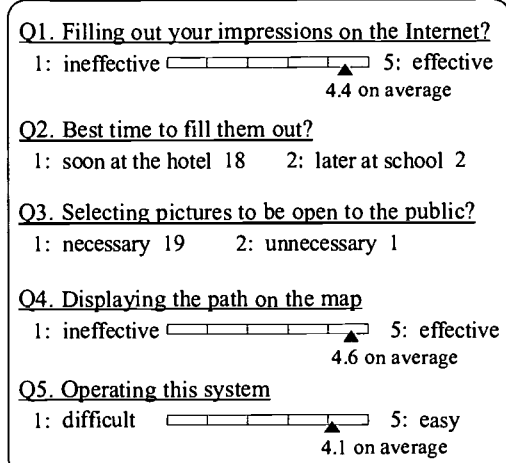 Q1. Filling out your impressions on the Internet?
1: ineffective 5: effective
4.4 on average
Q2. Best time to fill them out?
1: soon at the hotel 18 2: later at school 2
Q3. Selecting pictures to be open to the public?
1: necessary 19 2: unnecessary 1
Q4. Displaying the path on the map
1: ineffective 5: effective
4.6 on average
Q5. Operating this system
1: difficult 5: easy
4.1 on average